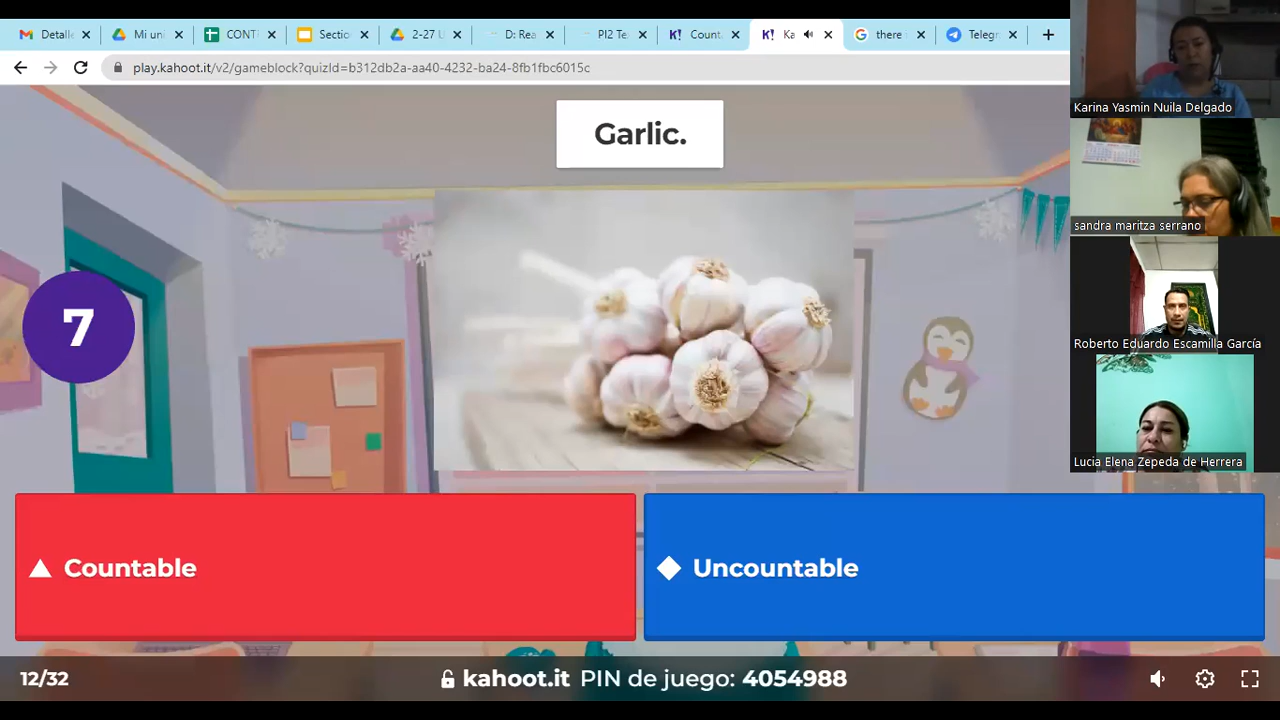 Detalle
Mi uni
CONT
Sectio
2-27 U
D: Rea
PI2 Te
K! Count
K! Ka
G there i
Telegr
play.kahoot.it/v2/gameblock?quizId=b312db2a-aa40-4232-ba24-8fb1fbc6015c
Karina Yasmin Nuila Delgado
Garlic.
sandra maritza serrano
7
Roberto Eduardo Escamilla García
Lucia Elena Zepeda de Herrera
Countable
Uncountable
12/32
kahoot.it PIN de juego: 4054988